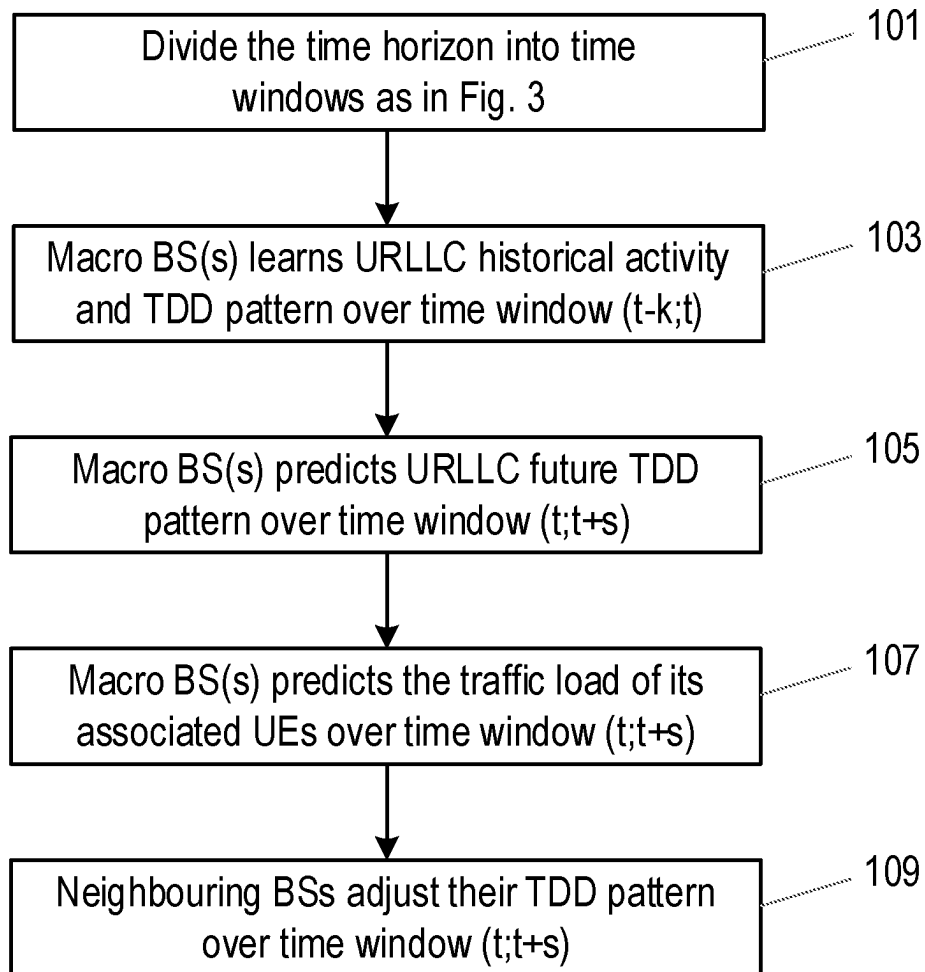 Divide the time horizon into time
windows as in Fig. 3
101
Macro BS(s) learns URLLC historical activity
and TDD pattern over time window (t-k;t)
103
Macro BS(s) predicts URLLC future TDD
pattern over time window (t;t+s)
105
Macro BS(s) predicts the traffic load of its
associated UEs over time window (t;t+s)
107
Neighbouring BSs adjust their TDD pattern
over time window (t;t+s)
109